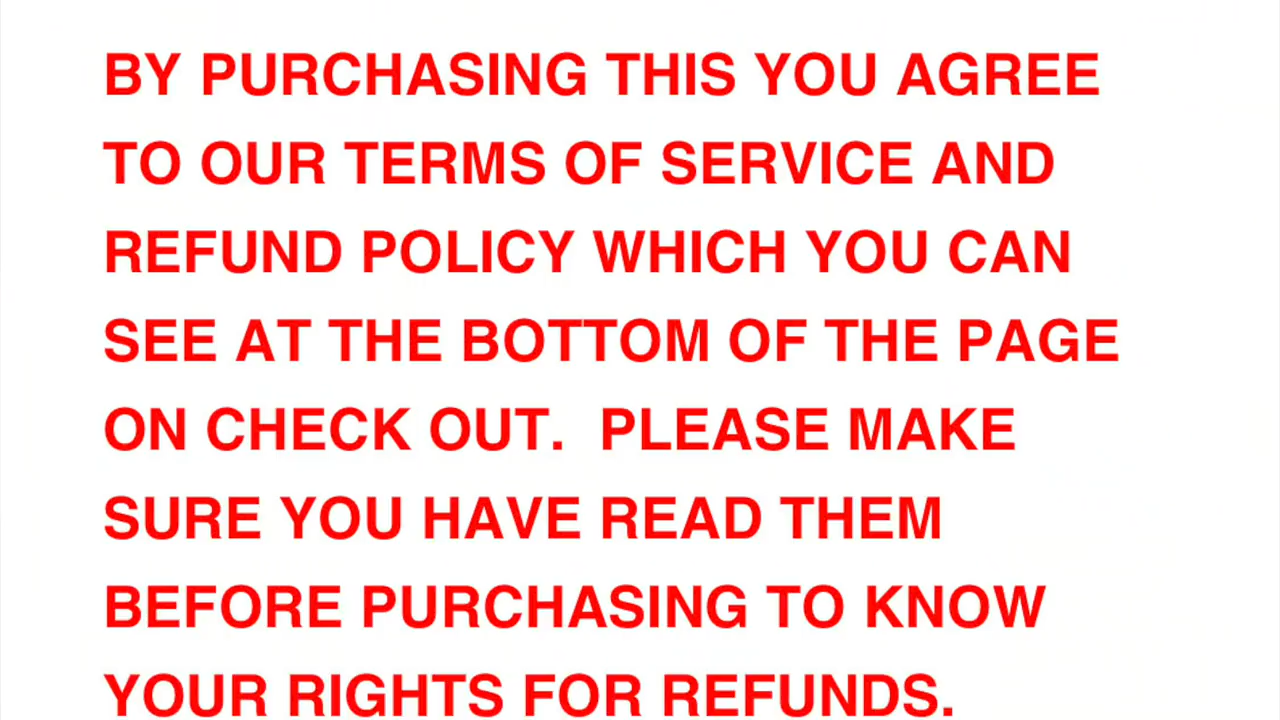 BY PURCHASING THIS YOU AGREE
TO OUR TERMS OF SERVICE AND
REFUND POLICY WHICH YOU CAN
SEE AT THE BOTTOM OF THE PAGE
ON CHECK OUT.  PLEASE MAKE
SURE YOU HAVE READ THEM
BEFORE PURCHASING TO KNOW
YOUR RIGHTS FOR REFUNDS.